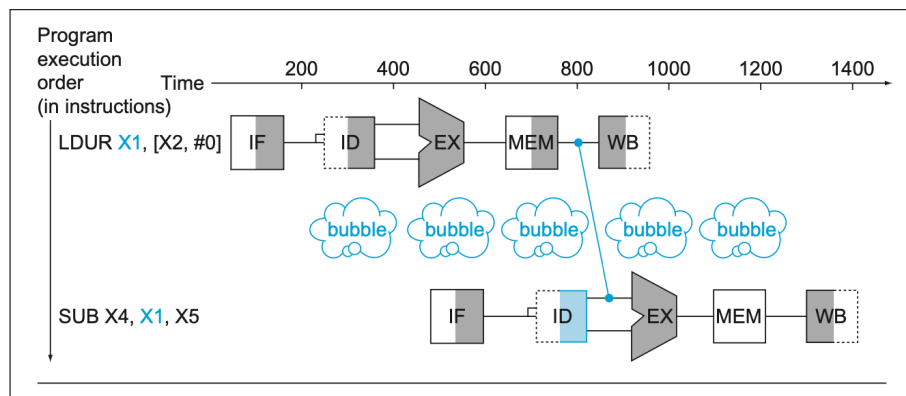 Program
execution
order
(in instructions)
Time
200 400 600 800 1000 1200 1400
LDUR X1, [X2, #0]
IF ID EX MEM WB
bubble bubble bubble bubble bubble
SUB X4, X1, X5
IF ID EX MEM WB